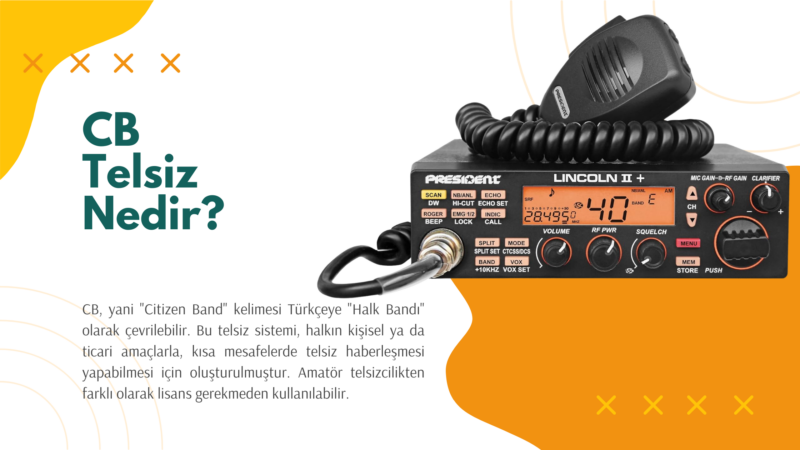 CB
Telsiz
Nedir?
CB, yani "Citizen Band" kelimesi Türkçeye "Halk Bandı"
olarak çevrilebilir. Bu telsiz sistemi, halkın kişisel ya da
ticari amaçlarla, kısa mesafelerde telsiz haberleşmesi
yapabilmesi için oluşturulmuştur. Amatör telsizcilikten
farklı olarak lisans gerekmeden kullanılabilir.
PRESIDENT
PRESIDENT
LINCOLN II +
MIC GAIN-O-RF GAIN
CLARIFIER
SCAN
NB/ANL
ECHO
DW
HI-CUT
ECHO SET
ROGER
EMG 1/2
INDIC
BEEP
LOCK
CALL
AM
BAND
E
28.495 0
40
CH
- +
VOLUME
RF PWR
SQUELCH
SPLIT
MODE
SPLIT SET
CTCSS/DCS
BAND
VOX
+10KHZ
VOX SET
MENU
MEM
STORE
PUSH